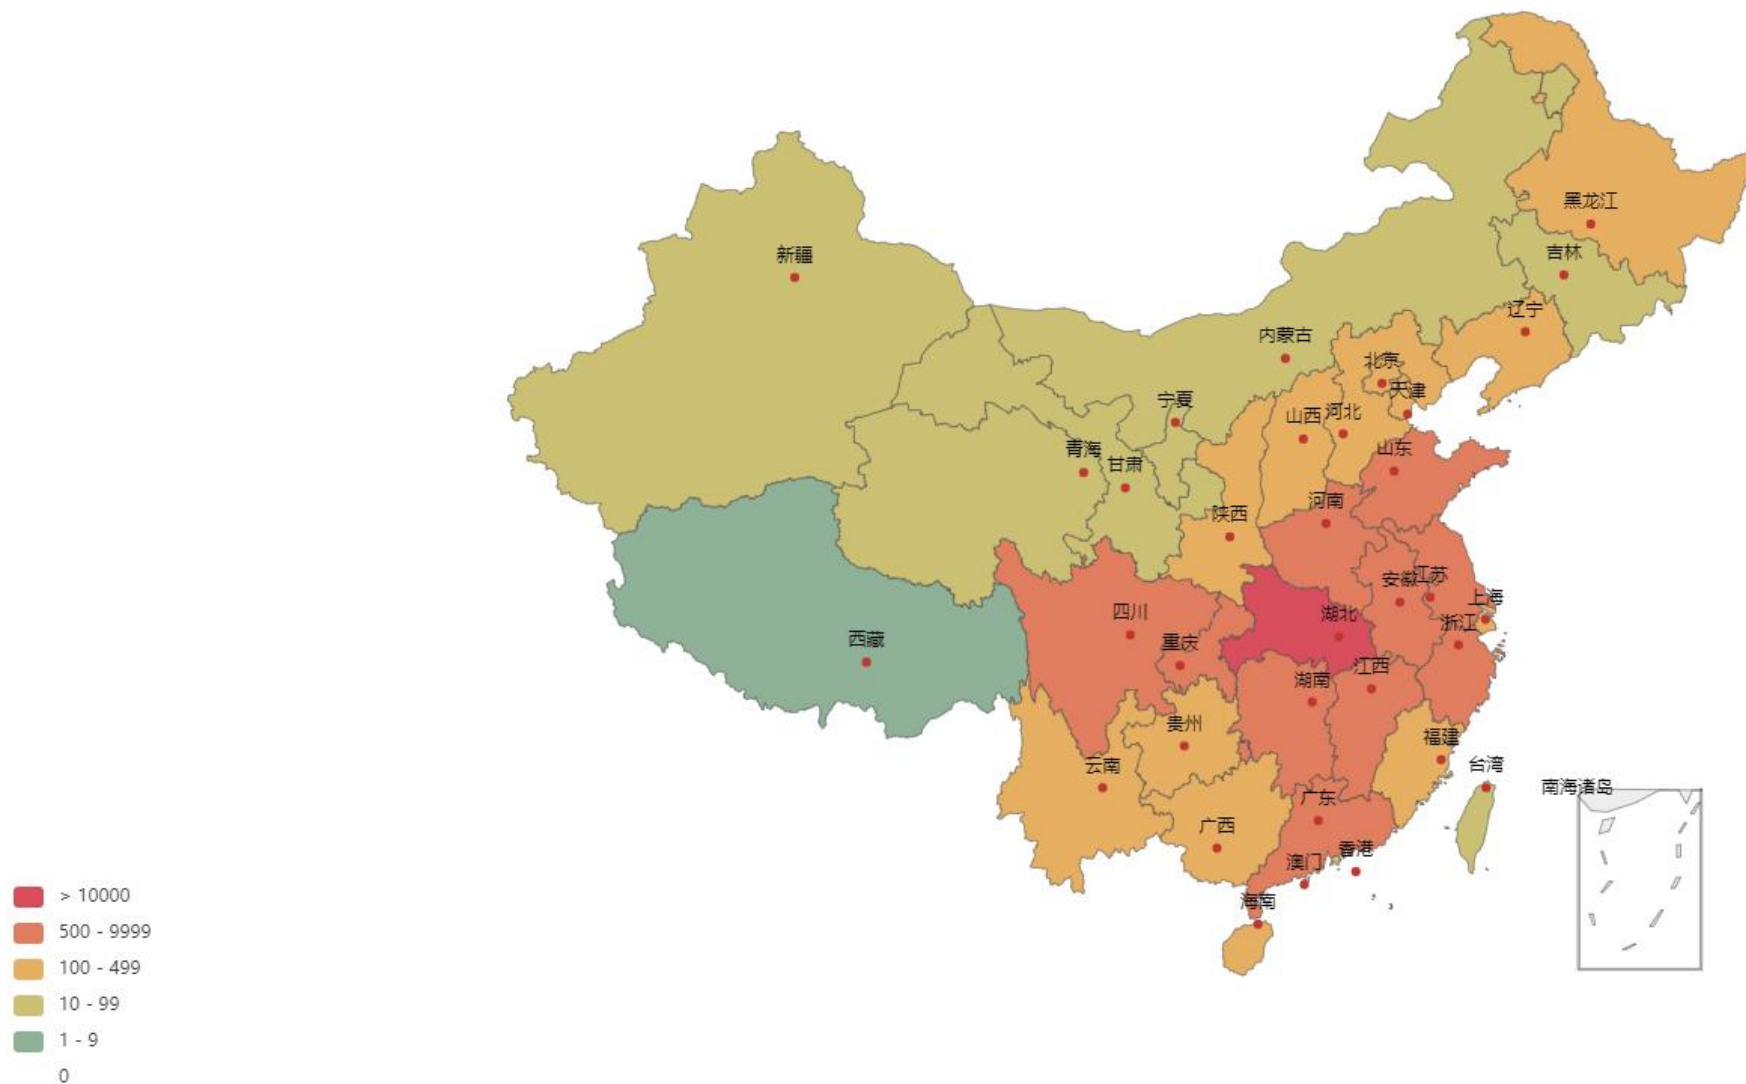 黑龙江
吉林
新疆
辽宁
内蒙古
北京
天津
宁夏
山西
河北
山东
青海
甘肃
河南
陕西
安徽
江苏
上海
四川
湖北
浙江
重庆
西藏
江西
湖南
贵州
福建
云南
台湾
南海诸岛
广东
广西
澳门
香港
海南
> 10000
500 - 9999
100 - 499
10 - 99
1 - 9
0